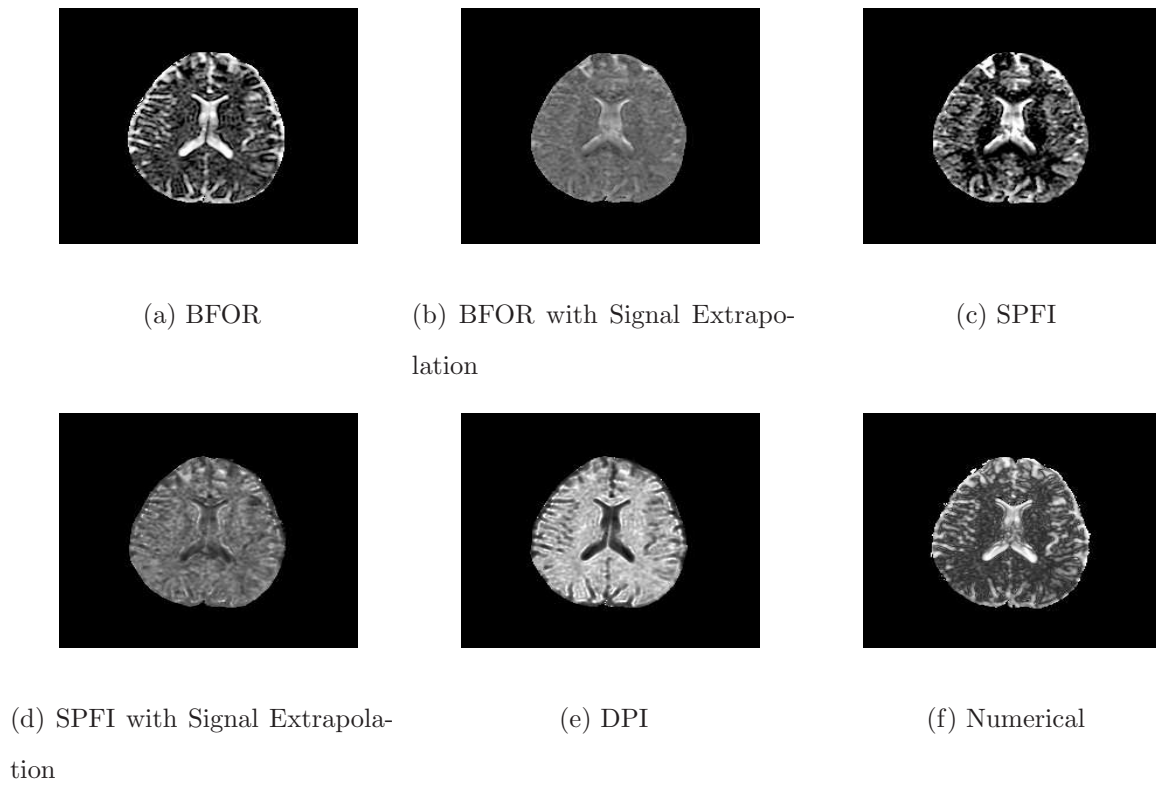 (a) BFOR
(b) BFOR with Signal Extrapo-
lation
(c) SPFI
(d) SPFI with Signal Extrapola-
tion
(e) DPI
(f) Numerical